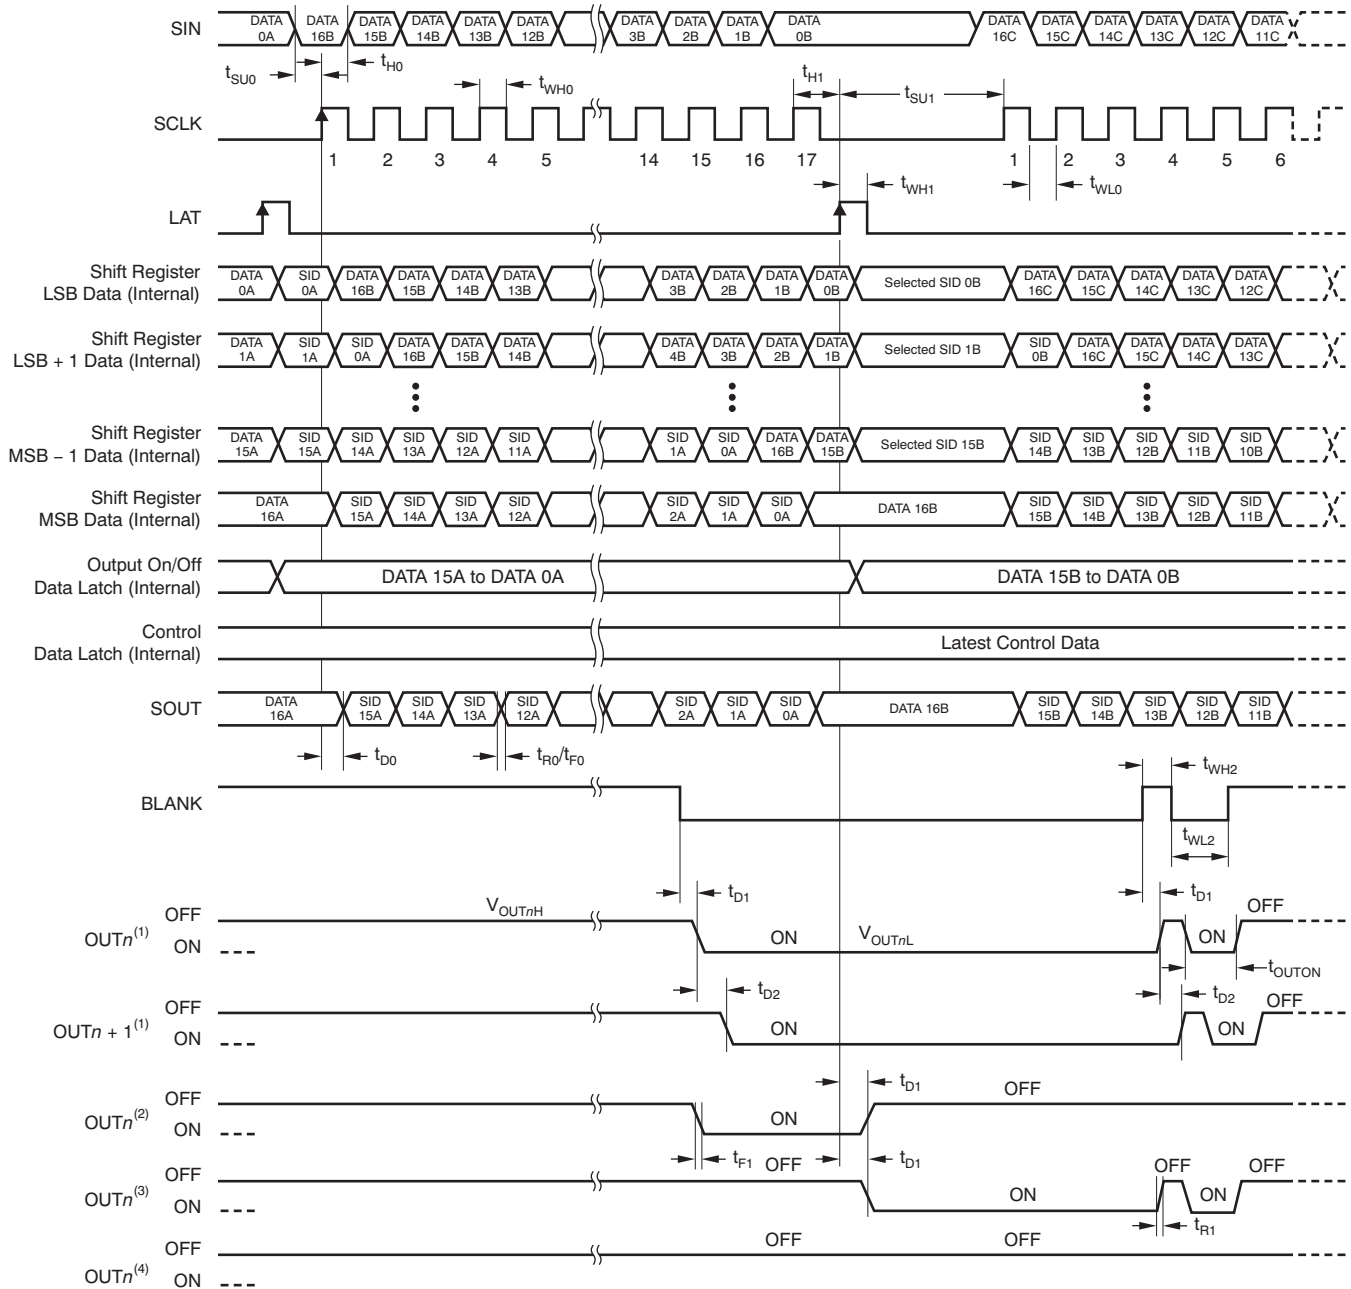 SIN
DATA 0A
DATA 16B
DATA 15B
DATA 14B
DATA 13B
DATA 12B
DATA 3B
DATA 2B
DATA 1B
DATA 0B
DATA 16C
DATA 15C
DATA 14C
DATA 13C
DATA 12C
DATA 11C
tSU0
tH0
tWH0
tH1
tSU1
SCLK
1 2 3 4 5 14 15 16 17 1 2 3 4 5 6
tWH1
tWL0
LAT
Shift Register
LSB Data (Internal)
DATA 0A
SID 0A
DATA 16B
DATA 15B
DATA 14B
DATA 13B
DATA 3B
DATA 2B
DATA 1B
DATA 0B
Selected SID 0B
DATA 16C
DATA 15C
DATA 14C
DATA 13C
DATA 12C
Shift Register
LSB + 1 Data (Internal)
DATA 1A
SID 1A
SID 0A
DATA 16B
DATA 15B
DATA 14B
DATA 4B
DATA 3B
DATA 2B
DATA 1B
Selected SID 1B
SID 0B
DATA 16C
DATA 15C
DATA 14C
DATA 13C
Shift Register
MSB – 1 Data (Internal)
DATA 15A
SID 15A
SID 14A
SID 13A
SID 12A
SID 11A
SID 1A
SID 0A
DATA 16B
DATA 15B
Selected SID 15B
SID 14B
SID 13B
SID 12B
SID 11B
SID 10B
Shift Register
MSB Data (Internal)
DATA 16A
SID 15A
SID 14A
SID 13A
SID 12A
SID 2A
SID 1A
SID 0A
DATA 16B
SID 15B
SID 14B
SID 13B
SID 12B
SID 11B
Output On/Off
Data Latch (Internal)
DATA 15A to DATA 0A
DATA 15B to DATA 0B
Control
Data Latch (Internal)
Latest Control Data
SOUT
DATA 16A
SID 15A
SID 14A
SID 13A
SID 12A
SID 2A
SID 1A
SID 0A
DATA 16B
SID 15B
SID 14B
SID 13B
SID 12B
SID 11B
tD0
tR0/tF0
tWH2
BLANK
tWL2
tD1
tD1
OFF
VOUTnH
OFF
OUTn(1)
ON
ON
VOUTnL
ON
tOUTON
tD2
tD2
OFF
OFF
OUTn + 1(1)
ON
ON
ON
tD1
OFF
OFF
OUTn(2)
ON
ON
tF1
tD1
OFF
OFF
OFF
OFF
OUTn(3)
ON
ON
ON
tR1
OFF
OFF
OFF
OUTn(4)
ON